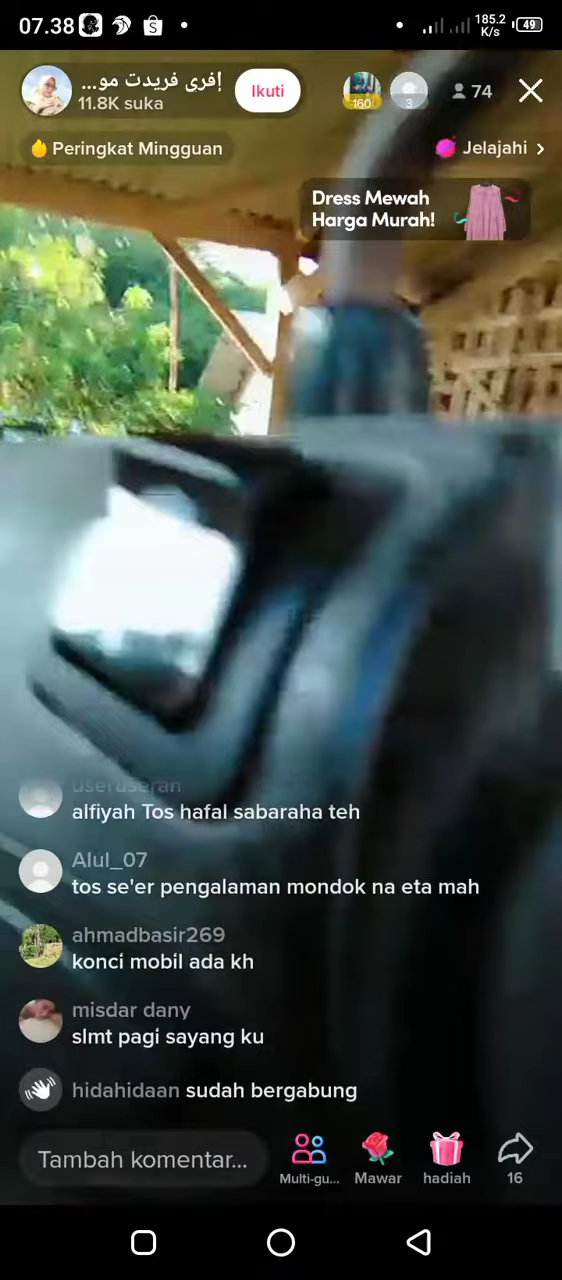 07.38
185.2
K/s
49
إفرى فريدت مو...
11.8K suka
Ikuti
160
3
74
Peringkat Mingguan
Jelajahi >
Dress Mewah
Harga Murah!
useruseran
alfiyah Tos hafal sabaraha teh
Alul_07
tos se'er pengalaman mondok na eta mah
ahmadbasir269
konci mobil ada kh
misdar dany
slmt pagi sayang ku
hidahidaan sudah bergabung
Tambah komentar...
Multi-gu...
Mawar
hadiah
16